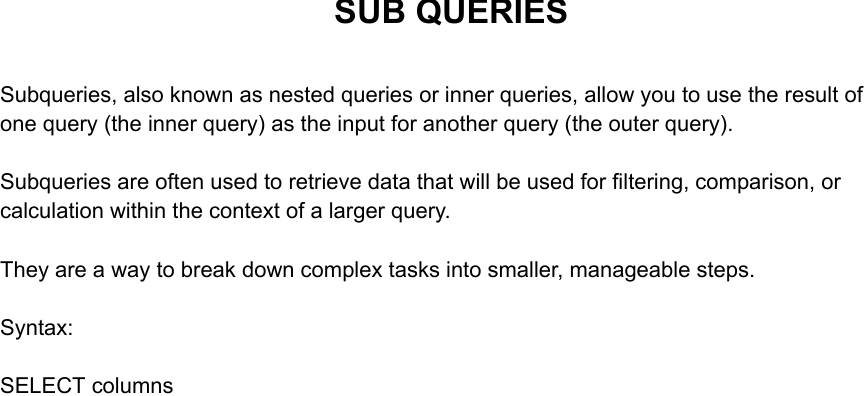 SUB QUERIES
Subqueries, also known as nested queries or inner queries, allow you to use the result of
one query (the inner query) as the input for another query (the outer query).
Subqueries are often used to retrieve data that will be used for filtering, comparison, or
calculation within the context of a larger query.
They are a way to break down complex tasks into smaller, manageable steps.
Syntax:
SELECT columns